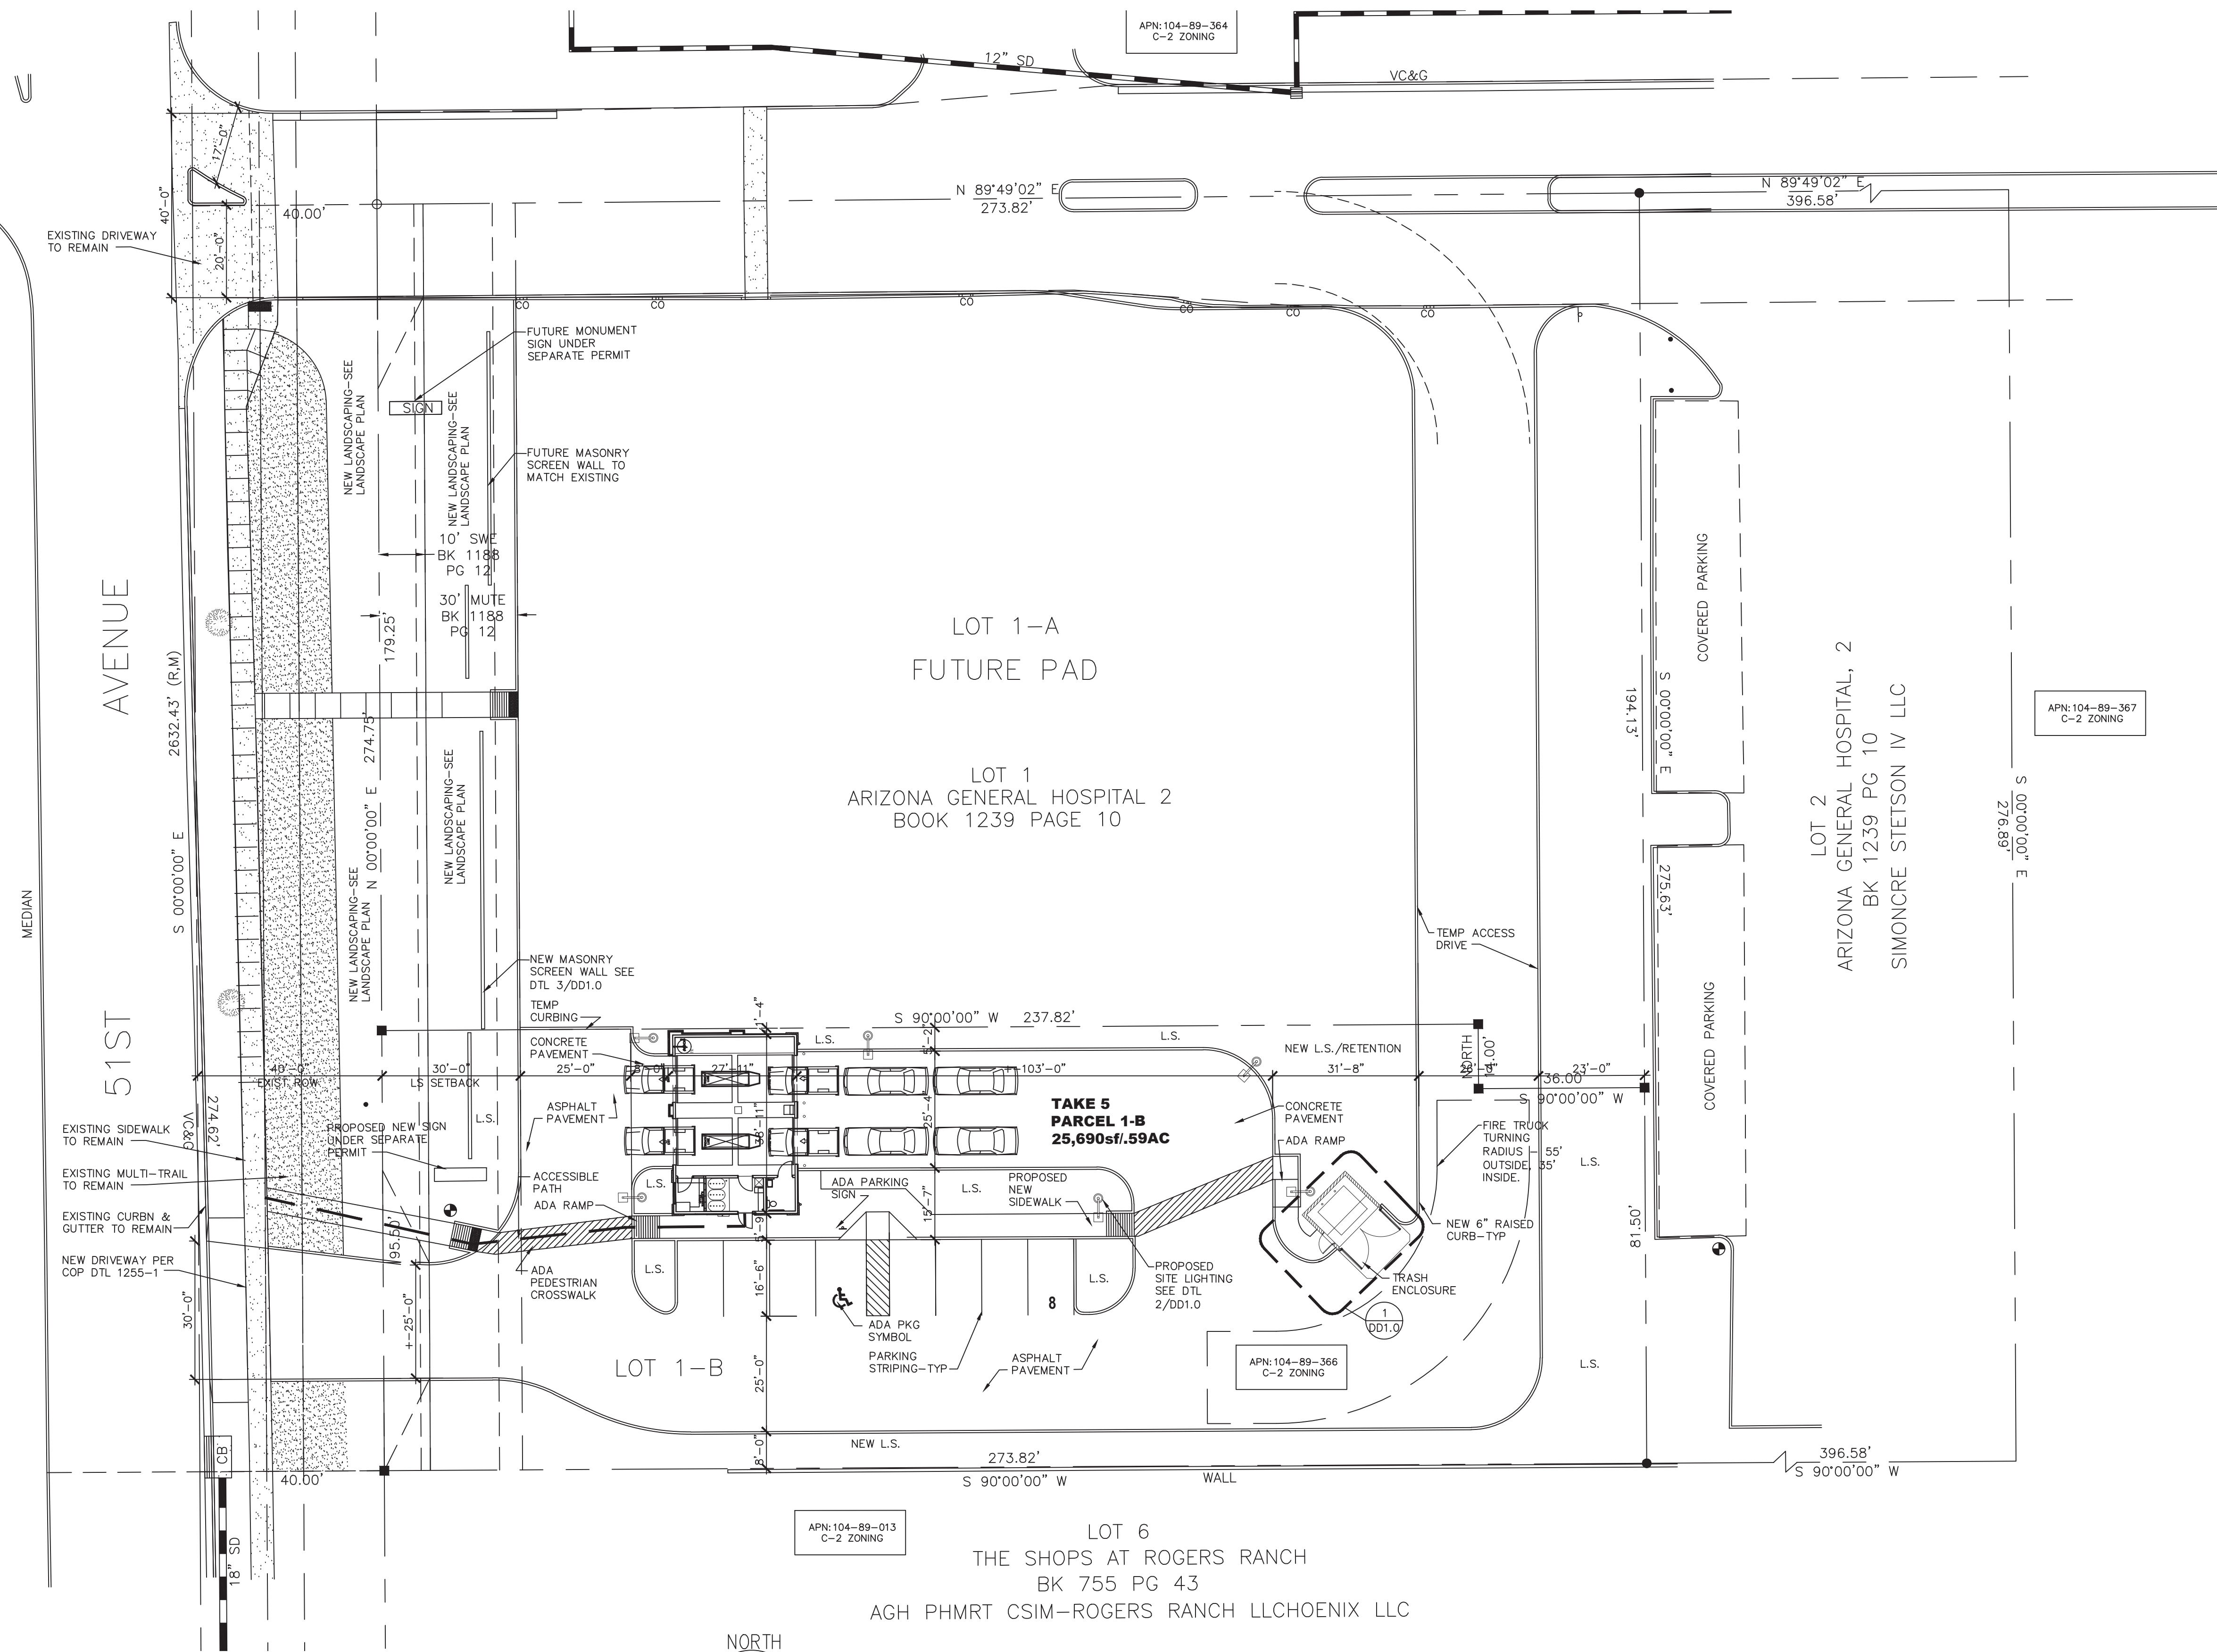 APN:104-89-364
C-2 ZONING
12" SD
VC&G
17'-0"
40'-0"
20'-0"
40.00'
N 89°49'02" E
273.82'
N 89°49'02" E
396.58'
EXISTING DRIVEWAY
TO REMAIN
CO
CO
CO
CO
CO
CO
P
FUTURE MONUMENT
SIGN UNDER
SEPARATE PERMIT
SIGN
NEW LANDSCAPING-SEE
LANDSCAPE PLAN
NEW LANDSCAPING-SEE
LANDSCAPE PLAN
FUTURE MASONRY
SCREEN WALL TO
MATCH EXISTING
10' SWE
BK 1188
PG 12
30' MUTE
BK 1188
PG 12
179.25'
LOT 1-A
FUTURE PAD
LOT 1
ARIZONA GENERAL HOSPITAL 2
BOOK 1239 PAGE 10
COVERED PARKING
194.13'
S 00°00'00" E
275.63'
COVERED PARKING
LOT 2
ARIZONA GENERAL HOSPITAL, 2
BK 1239 PG 10
SIMONCRE STETSON IV LLC
S 00°00'00" E
276.89'
APN:104-89-367
C-2 ZONING
51ST AVENUE
MEDIAN
S 00°00'00" E 2632.43' (R,M)
N 00°00'00" E 274.75'
NEW LANDSCAPING-SEE
LANDSCAPE PLAN
NEW LANDSCAPING-SEE
LANDSCAPE PLAN
TEMP ACCESS
DRIVE
NEW MASONRY
SCREEN WALL SEE
DTL 3/DD1.0
TEMP
CURBING
CONCRETE
PAVEMENT
1'-4"
S 90°00'00" W 237.82'
L.S.
5'-2"
L.S.
NEW L.S./RETENTION
NORTH
14.00'
40'-0"
EXIST ROW
30'-0"
LS SETBACK
25'-0"
27'-11"
+-103'-0"
31'-8"
26'-0"
23'-0"
36.00'
S 90°00'00" W
274.62'
VC&G
L.S.
ASPHALT
PAVEMENT
38'-11"
25'-4"
TAKE 5
PARCEL 1-B
25,690sf/.59AC
CONCRETE
PAVEMENT
ADA RAMP
FIRE TRUCK
TURNING
RADIUS - 55'
OUTSIDE, 35'
INSIDE.
L.S.
EXISTING SIDEWALK
TO REMAIN
PROPOSED NEW SIGN
UNDER SEPARATE
PERMIT
EXISTING MULTI-TRAIL
TO REMAIN
ACCESSIBLE
PATH
ADA RAMP
L.S.
ADA PARKING
SIGN
L.S.
PROPOSED
NEW
SIDEWALK
15'-7"
5'-9"
EXISTING CURBN &
GUTTER TO REMAIN
NEW 6" RAISED
CURB-TYP
81.50'
NEW DRIVEWAY PER
COP DTL 1255-1
95.50'
ADA
PEDESTRIAN
CROSSWALK
L.S.
16'-6"
8
L.S.
PROPOSED
SITE LIGHTING
SEE DTL
2/DD1.0
TRASH
ENCLOSURE
1
DD1.0
30'-0"
+-25'-0"
ADA PKG
SYMBOL
PARKING
STRIPING-TYP
ASPHALT
PAVEMENT
LOT 1-B
25'-0"
APN:104-89-366
C-2 ZONING
L.S.
CB
NEW L.S.
8'-0"
40.00'
273.82'
S 90°00'00" W
WALL
396.58'
S 90°00'00" W
18" SD
APN:104-89-013
C-2 ZONING
LOT 6
THE SHOPS AT ROGERS RANCH
BK 755 PG 43
AGH PHMRT CSIM-ROGERS RANCH LLCHOENIX LLC
NORTH